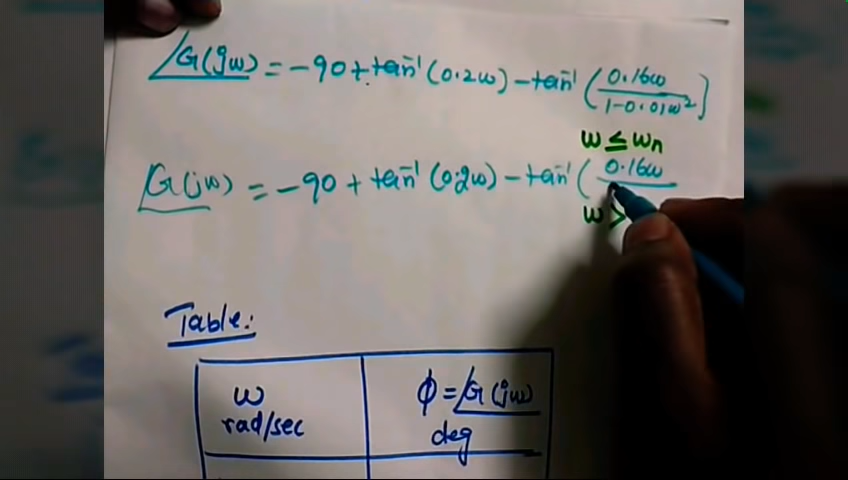 ∠G(jω) = -90 + tan⁻¹(0.2ω) - tan⁻¹(0.16ω / 1-0.01ω²)
ω ≤ ωn
∠G(jω) = -90 + tan⁻¹(0.2ω) - tan⁻¹(0.16ω
ω >
Table:
ω rad/sec
ϕ = ∠G(jω) deg